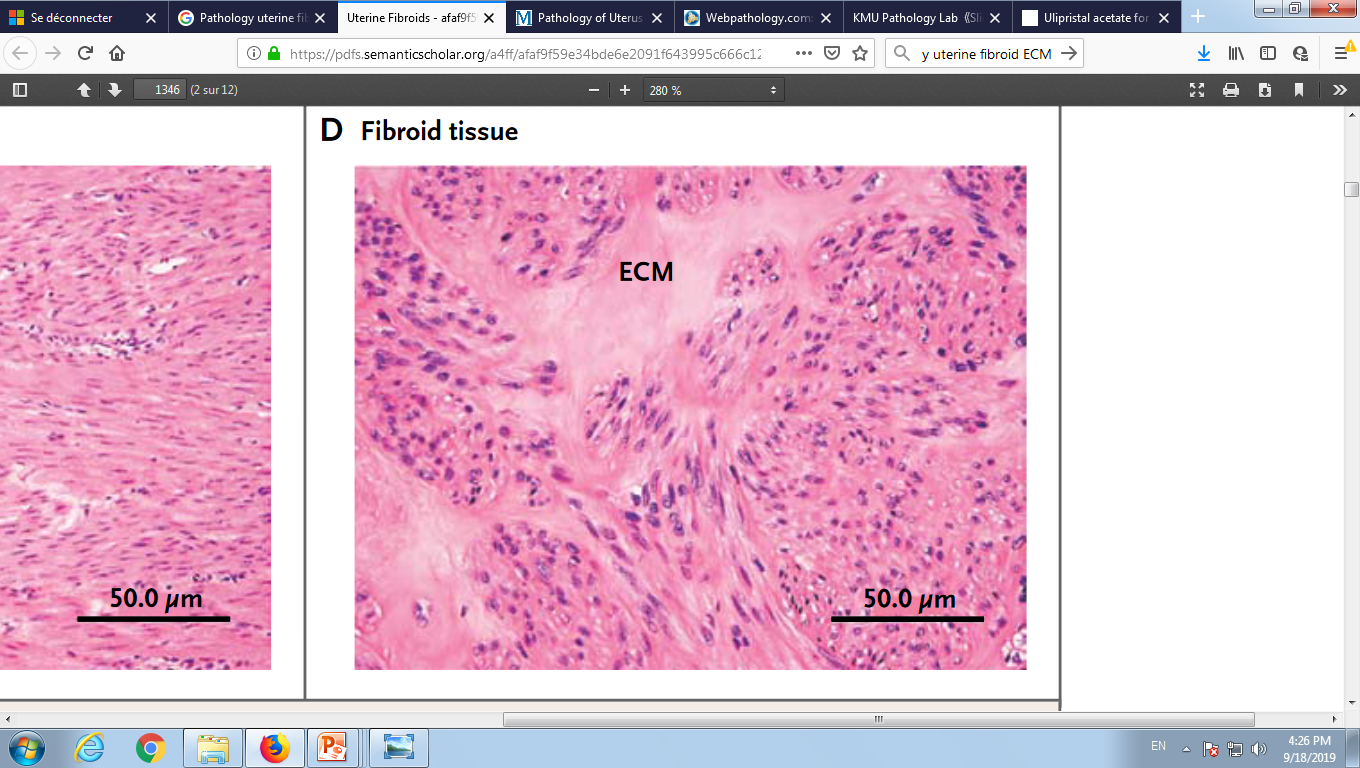 Se déconnecter
Pathology uterine fib
Uterine Fibroids - afaf9f5
Pathology of Uterus
Webpathology.com:
KMU Pathology Lab《Sli
Ulipristal acetate for
https://pdfs.semanticscholar.org/a4ff/afaf9f59e34bde6e2091f643995c666c12
y uterine fibroid ECM
1346 (2 sur 12)
280 %
D Fibroid tissue
ECM
50.0 µm
50.0 µm
EN
4:26 PM
9/18/2019